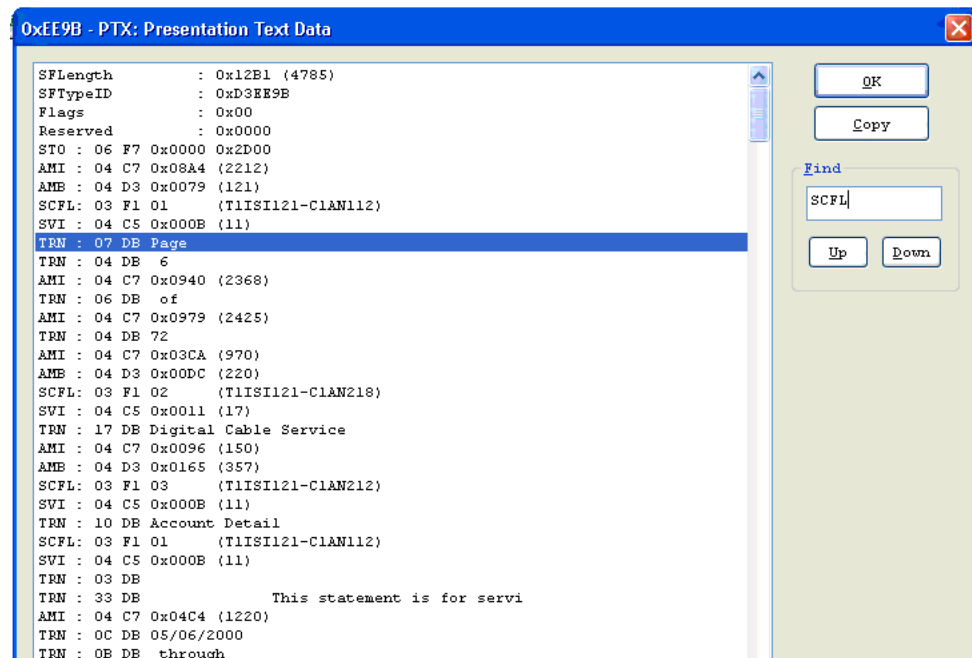 0xEE9B - PTX: Presentation Text Data
SFLength : 0x12B1 (4785)
SFTypeID : 0xD3EE9B
Flags : 0x00
Reserved : 0x0000
STO : 06 F7 0x0000 0x2D00
AMI : 04 C7 0x08A4 (2212)
AMB : 04 D3 0x0079 (121)
SCFL: 03 F1 01 (T1ISI121-C1AN112)
SVI : 04 C5 0x000B (11)
TRN : 07 DB Page
TRN : 04 DB 6
AMI : 04 C7 0x0940 (2368)
TRN : 06 DB of
AMI : 04 C7 0x0979 (2425)
TRN : 04 DB 72
AMI : 04 C7 0x03CA (970)
AMB : 04 D3 0x00DC (220)
SCFL: 03 F1 02 (T1ISI121-C1AN218)
SVI : 04 C5 0x0011 (17)
TRN : 17 DB Digital Cable Service
AMI : 04 C7 0x0096 (150)
AMB : 04 D3 0x0165 (357)
SCFL: 03 F1 03 (T1ISI121-C1AN212)
SVI : 04 C5 0x000B (11)
TRN : 10 DB Account Detail
SCFL: 03 F1 01 (T1ISI121-C1AN112)
SVI : 04 C5 0x000B (11)
TRN : 03 DB
TRN : 33 DB This statement is for servi
AMI : 04 C7 0x04C4 (1220)
TRN : 0C DB 05/06/2000
TRN : 0B DB through
OK
Copy
Find
SCFL
Up
Down